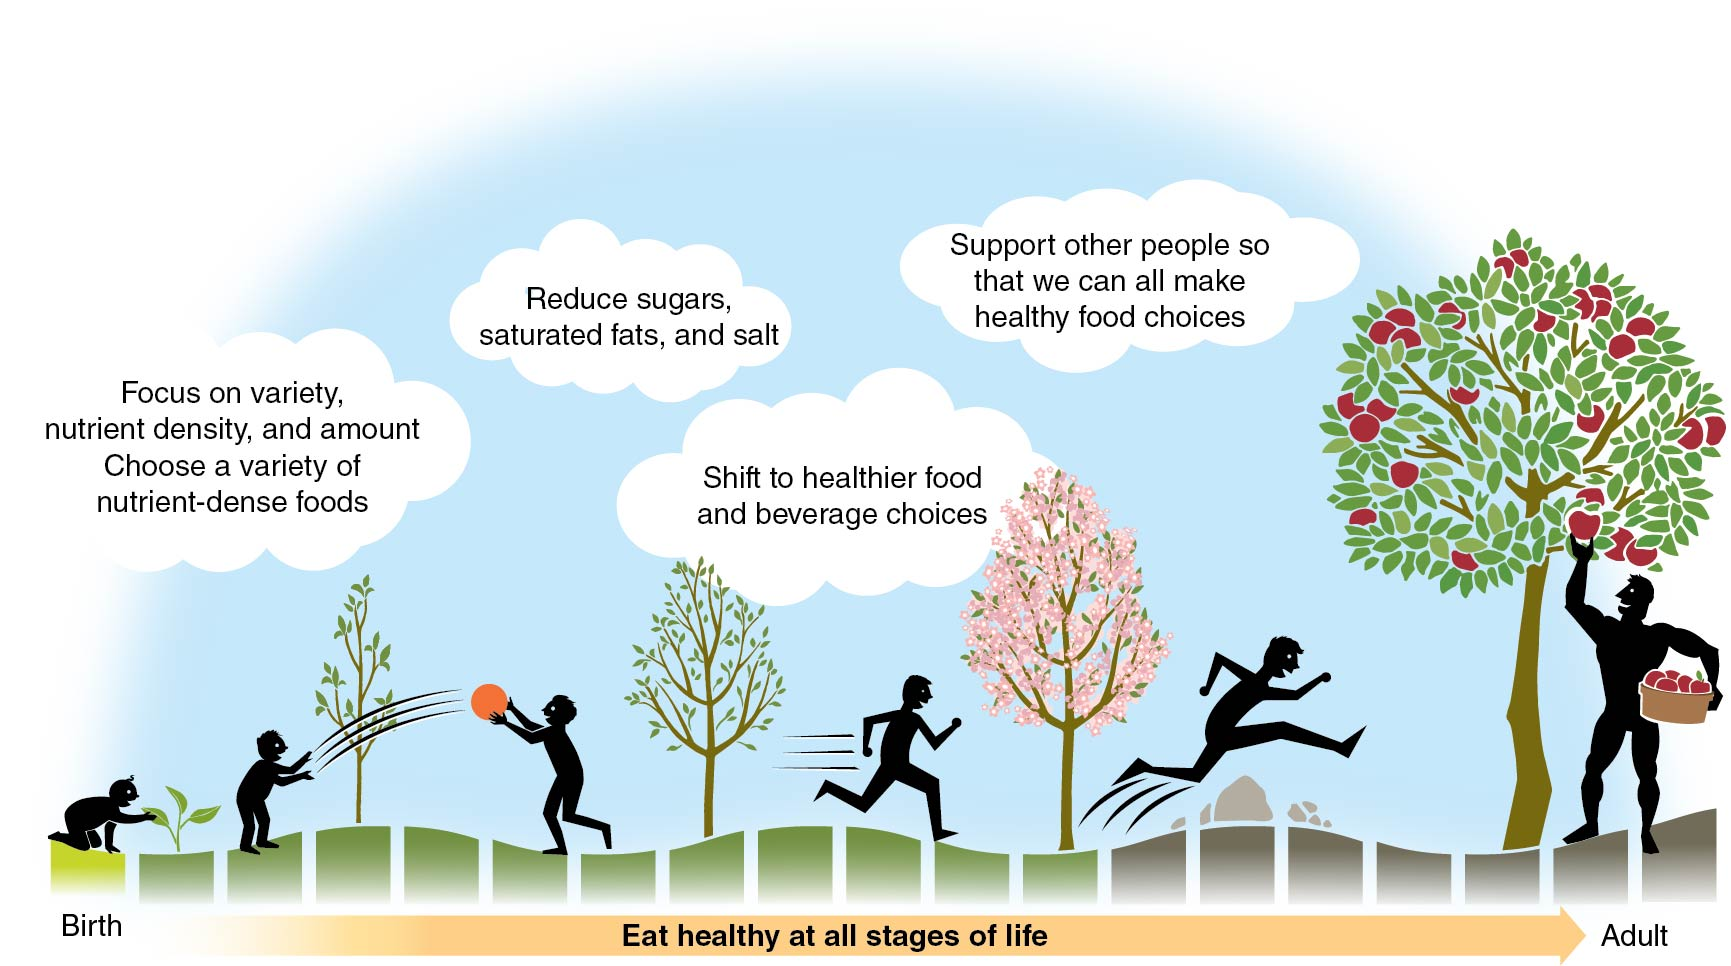 Focus on variety,
nutrient density, and amount
Choose a variety of
nutrient-dense foods
Reduce sugars,
saturated fats, and salt
Shift to healthier food
and beverage choices
Support other people so
that we can all make
healthy food choices
Birth
Eat healthy at all stages of life
Adult